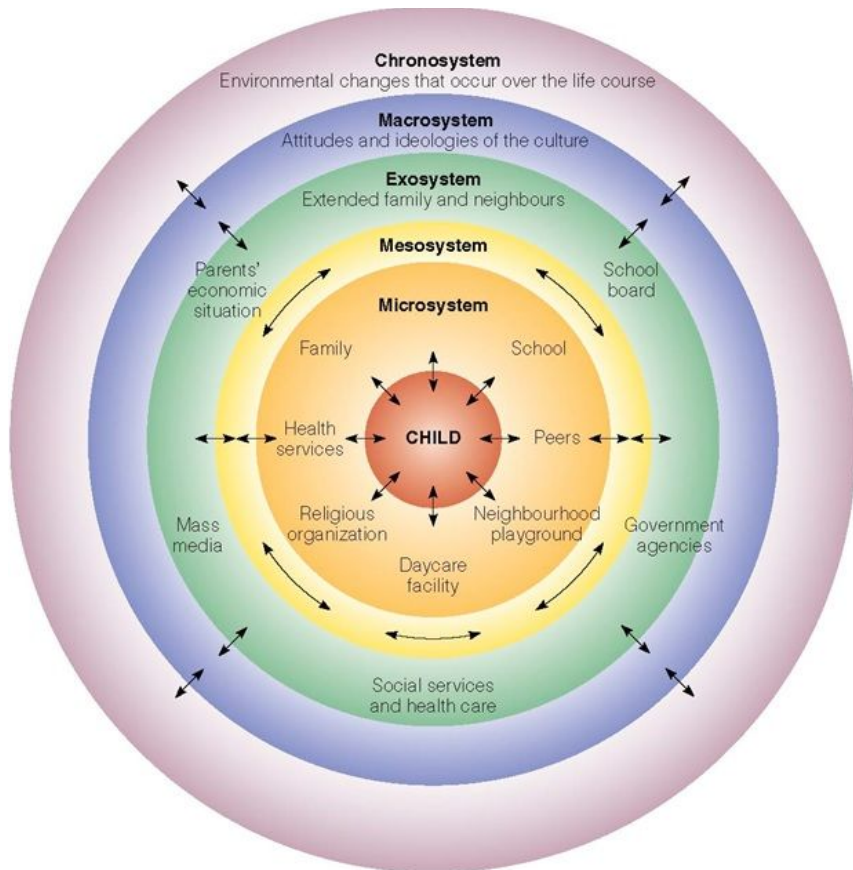 Chronosystem
Environmental changes that occur over the life course
Macrosystem
Attitudes and ideologies of the culture
Exosystem
Extended family and neighbours
Mesosystem
Parents'
economic
situation
School
board
Microsystem
Family
School
Health
services
CHILD
Peers
Religious
organization
Neighbourhood
playground
Mass
media
Government
agencies
Daycare
facility
Social services
and health care